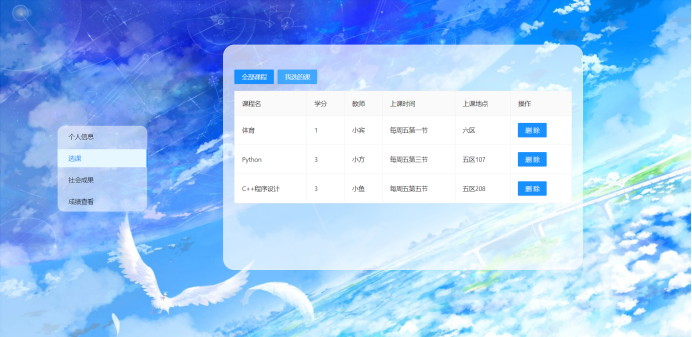 全部课程 我选的课
课程名 学分 教师 上课时间 上课地点 操作
个人信息
体育 1 小宾 每周五第一节 六区 删 除
选课
Python 3 小方 每周五第三节 五区107 删 除
社会成果
C++程序设计 3 小鱼 每周五第五节 五区208 删 除
成绩查看